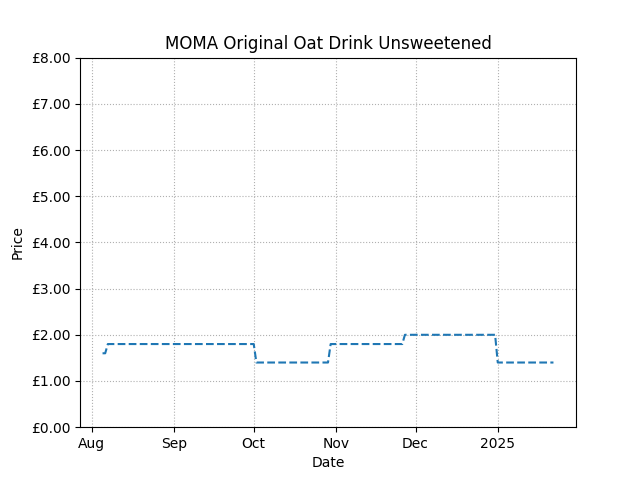 MOMA Original Oat Drink Unsweetened
£8.00
£7.00
£6.00
£5.00
£4.00
£3.00
£2.00
£1.00
£0.00
Price
Aug Sep Oct Nov Dec 2025
Date